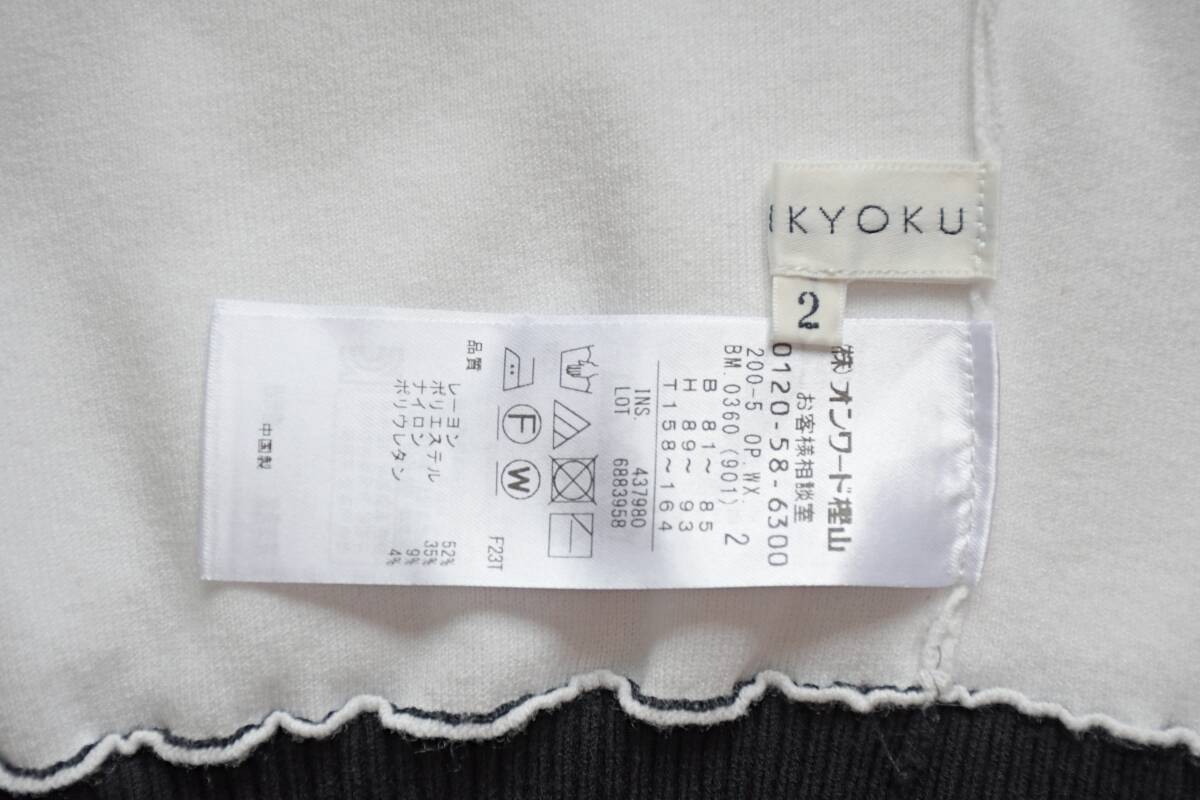 KYOKU
2
㈱オンワード樫山
お客様相談室
0120-58-6300
200-5 OP.WX.
BM.0360 (901) 2
B 81～ 85
H 89～ 93
T158～164
INS. 437980
LOT 6883958
F
W
F23T
品質
レーヨン 52%
ポリエステル 35%
ナイロン 9%
ポリウレタン 4%
中国製